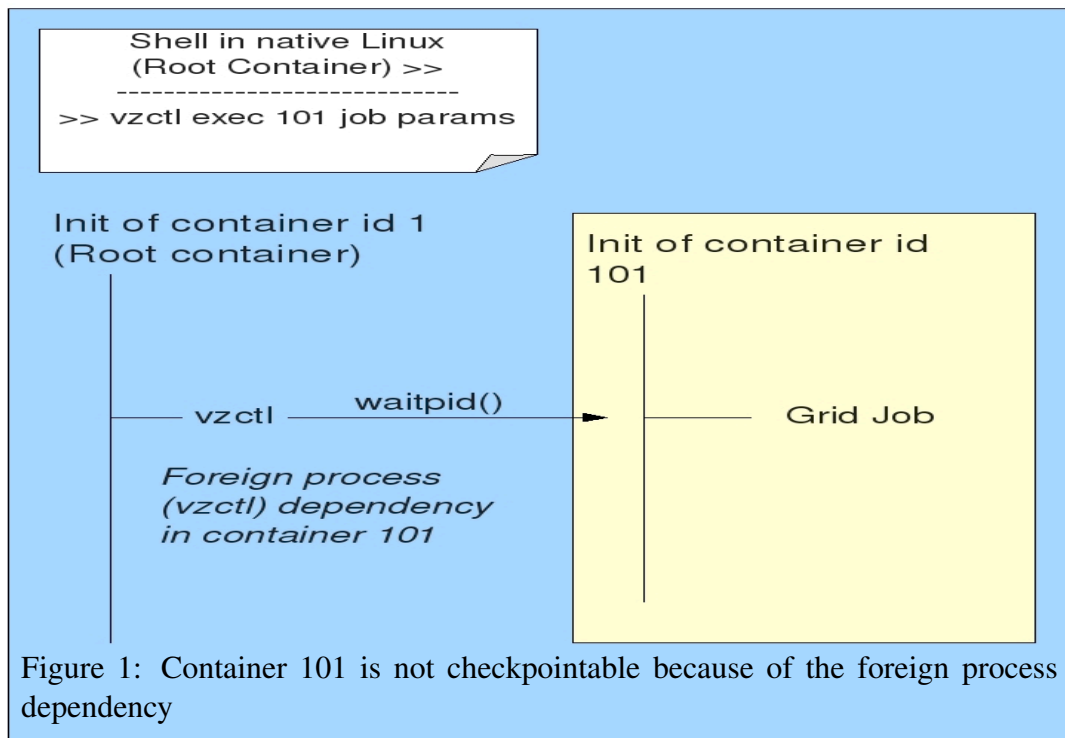 Shell in native Linux
(Root Container) >>
------------------------------
>> vzctl exec 101 job params
Init of container id 1
(Root container)
Init of container id
101
vzctl
waitpid()
Grid Job
Foreign process
(vzctl) dependency
in container 101
Figure 1: Container 101 is not checkpointable because of the foreign process
dependency